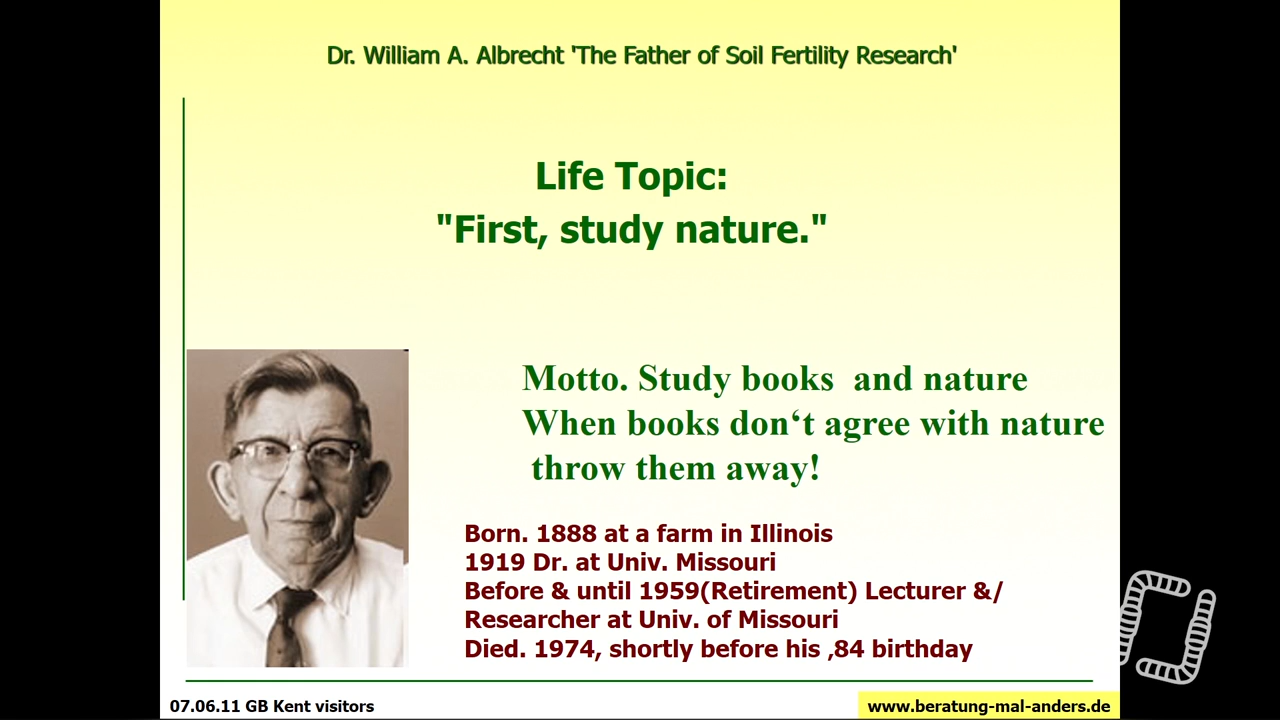 Dr. William A. Albrecht 'The Father of Soil Fertility Research'
Life Topic:
"First, study nature."
Motto. Study books  and nature
When books don‘t agree with nature
throw them away!
Born. 1888 at a farm in Illinois
1919 Dr. at Univ. Missouri
Before & until 1959(Retirement) Lecturer &/
Researcher at Univ. of Missouri
Died. 1974, shortly before his ‚84 birthday
07.06.11 GB Kent visitors
www.beratung-mal-anders.de